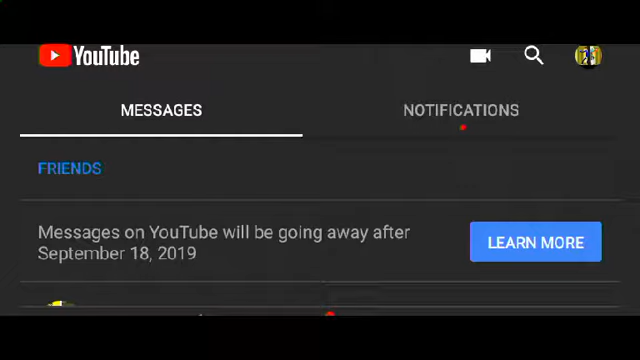 YouTube
MESSAGES
NOTIFICATIONS
FRIENDS
Messages on YouTube will be going away after
September 18, 2019
LEARN MORE